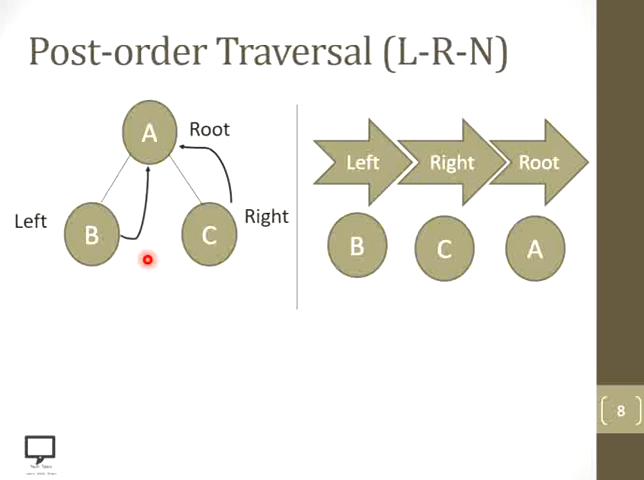 Post-order Traversal (L-R-N)
A
Root
Left
B
C
Right
Left
Right
Root
B
C
A
8